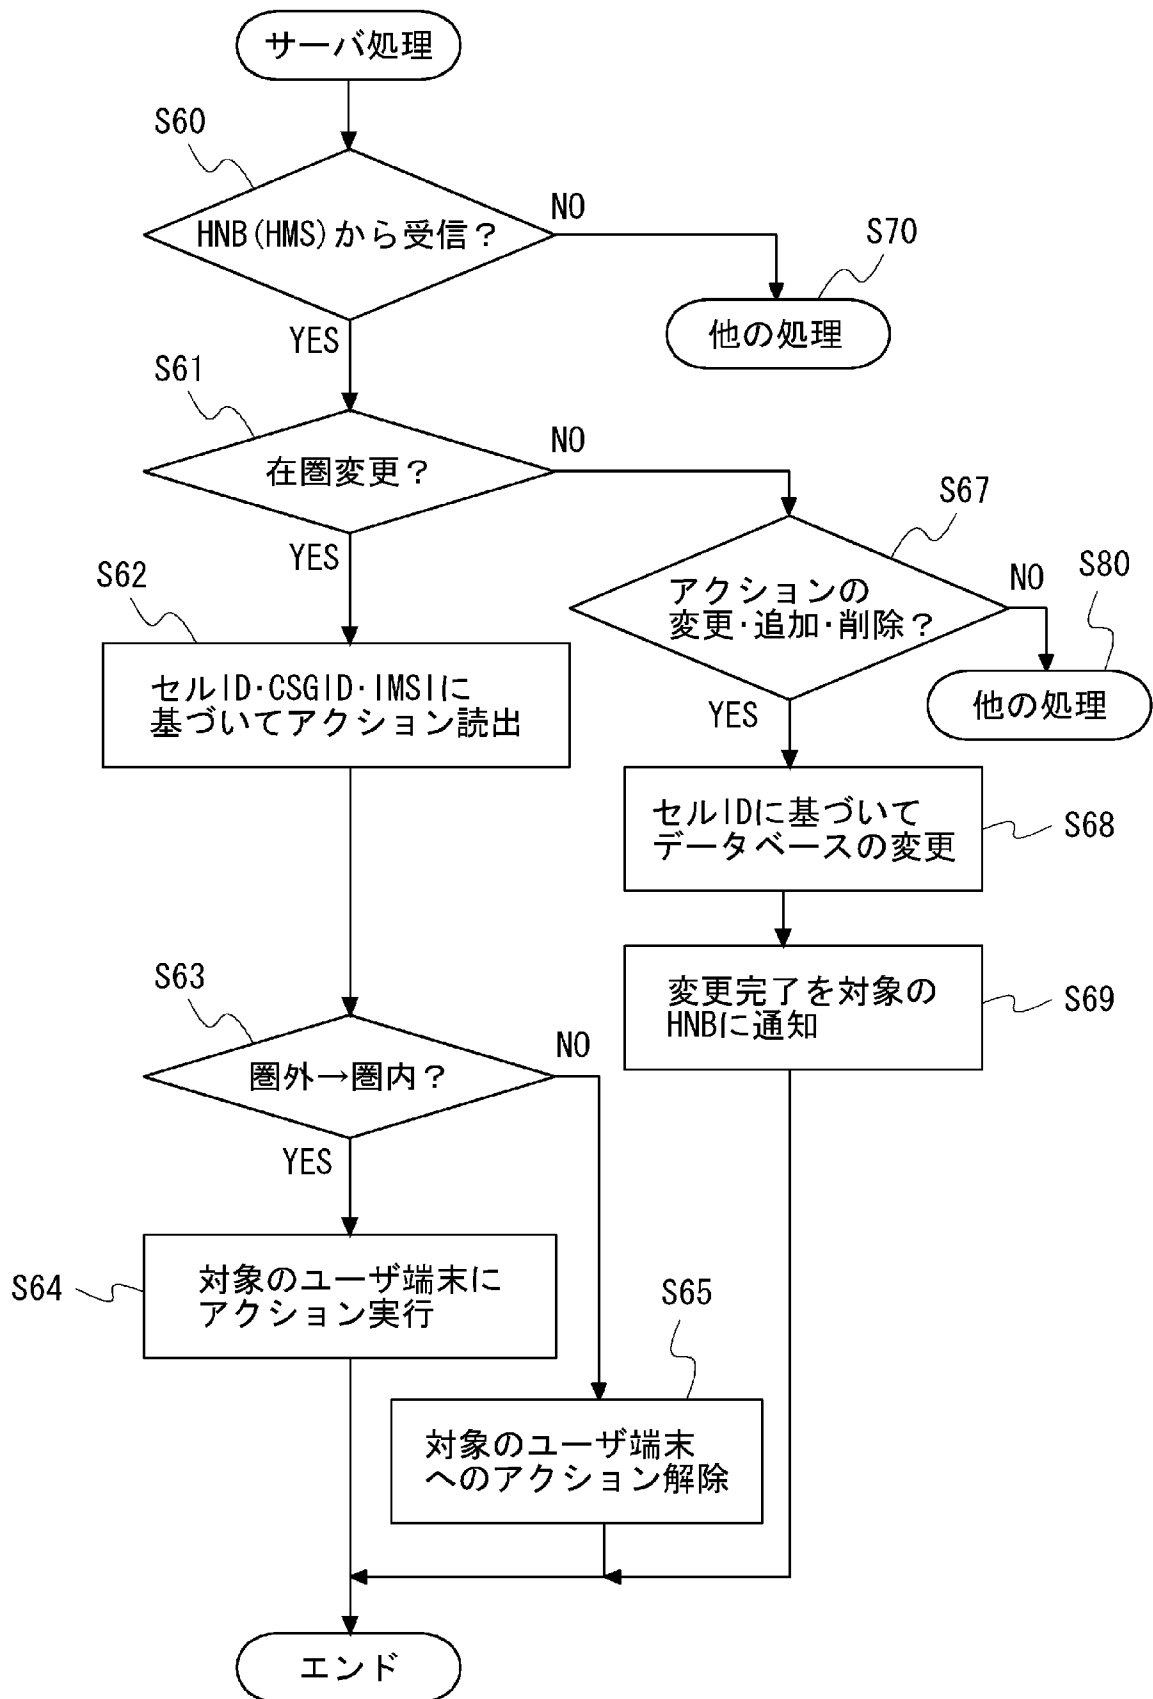 サーバ処理
S60
HNB(HMS)から受信？
NO
YES
S70
他の処理
S61
在圏変更？
NO
YES
S67
アクションの
変更・追加・削除？
NO
YES
S80
他の処理
S62
セルID・CSGID・IMSIに
基づいてアクション読出
セルIDに基づいて
データベースの変更
S68
変更完了を対象の
HNBに通知
S69
S63
圏外→圏内？
NO
YES
S64
対象のユーザ端末に
アクション実行
S65
対象のユーザ端末
へのアクション解除
エンド